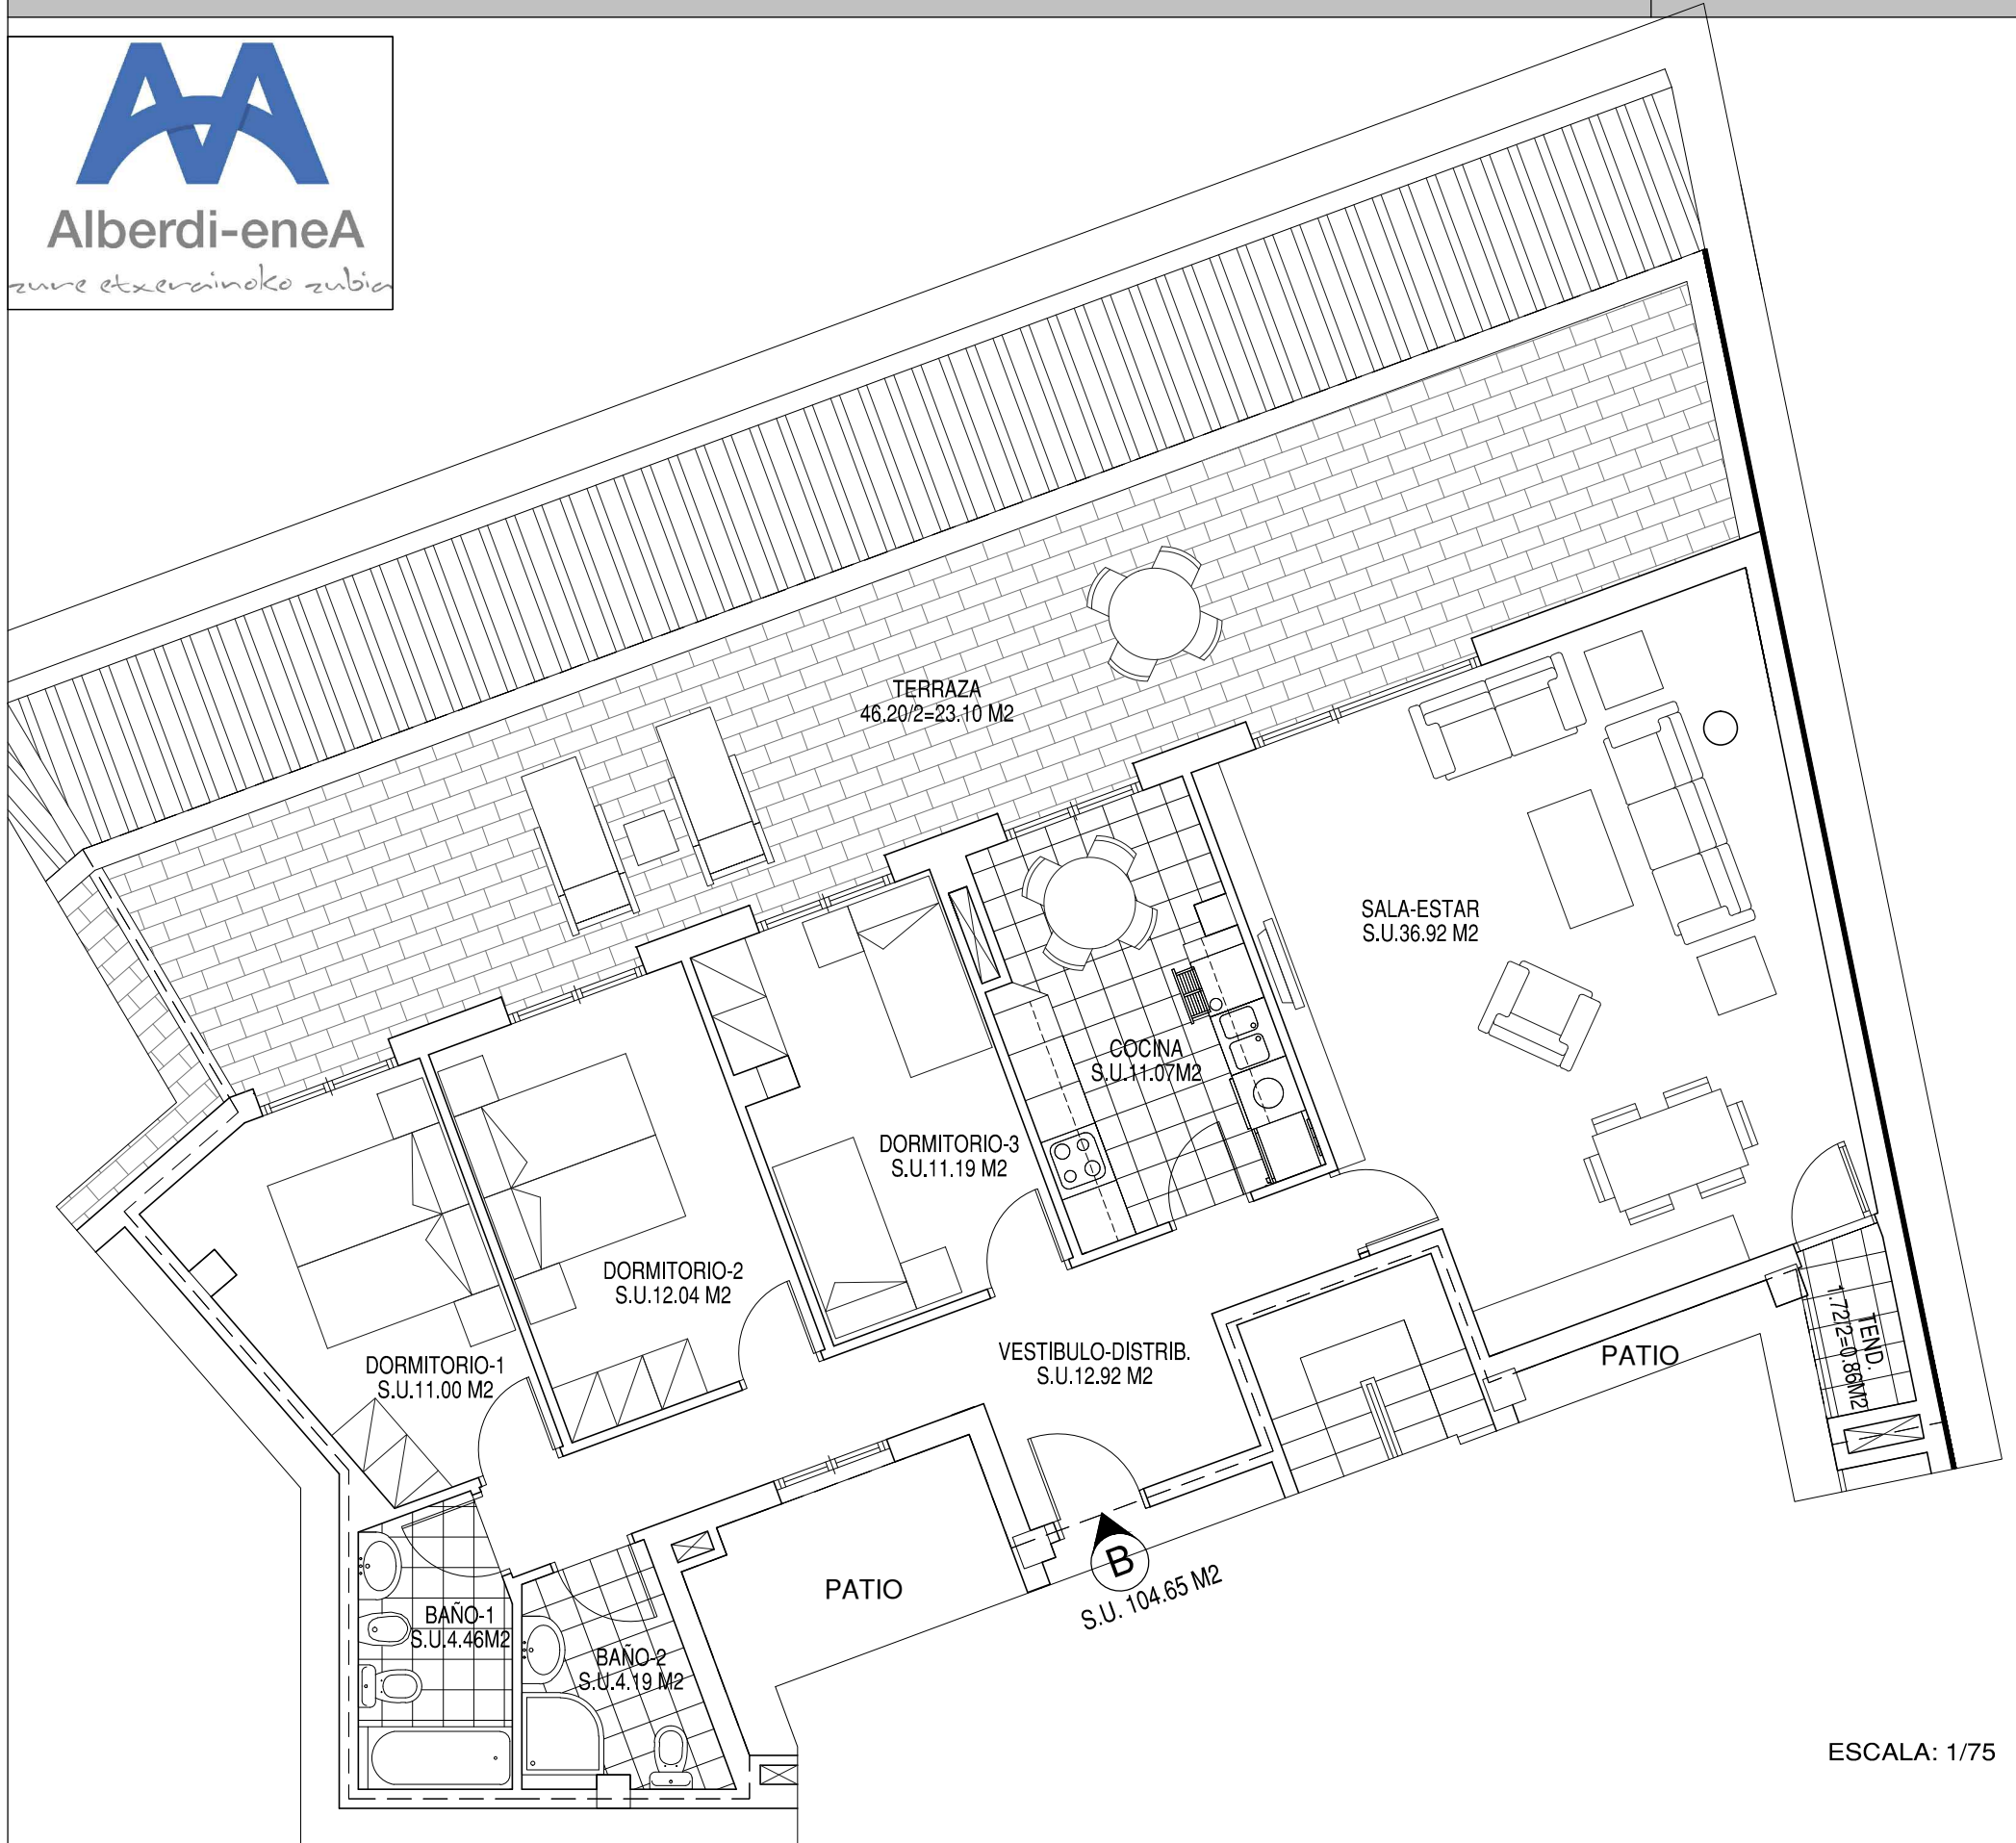 Alberdi-eneA
zure etxerainoko zubia
TERRAZA
46.20/2=23.10 M2
SALA-ESTAR
S.U.36.92 M2
COCINA
S.U.11.07M2
DORMITORIO-3
S.U.11.19 M2
DORMITORIO-2
S.U.12.04 M2
DORMITORIO-1
S.U.11.00 M2
VESTIBULO-DISTRIB.
S.U.12.92 M2
PATIO
TEND.
1.72/2=0.86M2
BAÑO-1
S.U.4.46M2
BAÑO-2
S.U.4.19 M2
PATIO
B
S.U. 104.65 M2
ESCALA: 1/75